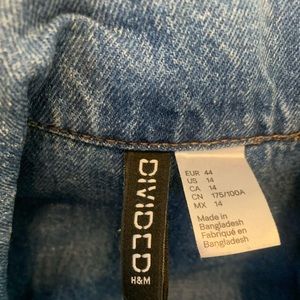 DIVIDED
H&M
EUR 44
US 14
CA 14
CN 175/100A
MX 14
Made in
Bangladesh
Fabriqué en
Bangladesh